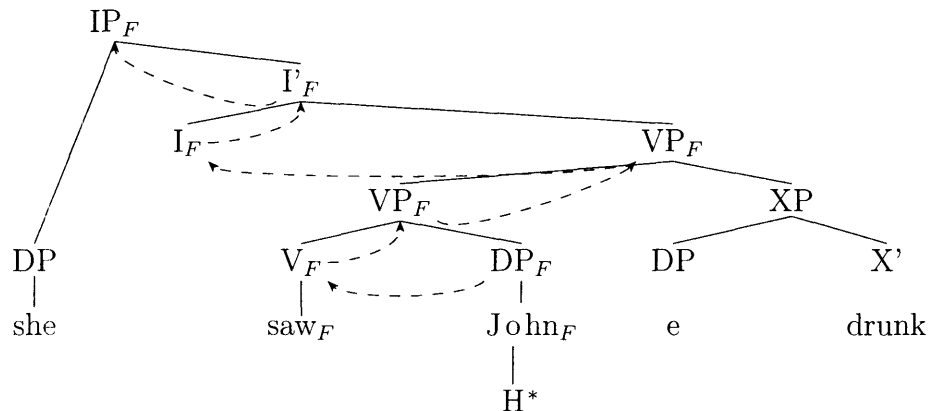 IP_F
I'_F
I_F VP_F
VP_F XP
DP V_F DP_F DP X'
she saw_F John_F e drunk
H*